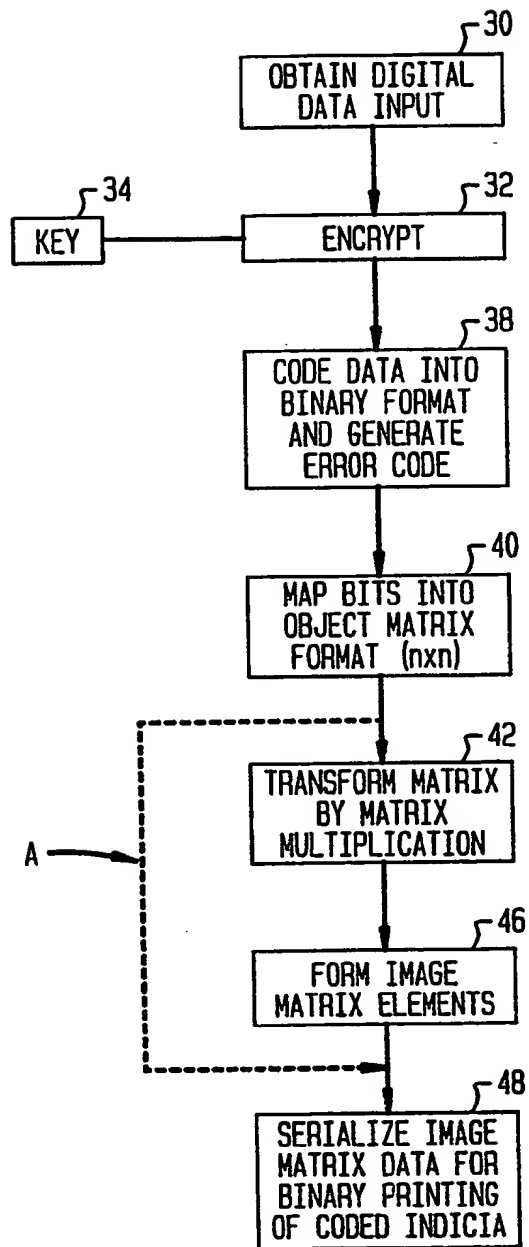 30
OBTAIN DIGITAL
DATA INPUT
34
32
KEY
ENCRYPT
38
CODE DATA INTO
BINARY FORMAT
AND GENERATE
ERROR CODE
40
MAP BITS INTO
OBJECT MATRIX
FORMAT (nxn)
42
TRANSFORM MATRIX
BY MATRIX
MULTIPLICATION
A
46
FORM IMAGE
MATRIX ELEMENTS
48
SERIALIZE IMAGE
MATRIX DATA FOR
BINARY PRINTING
OF CODED INDICIA